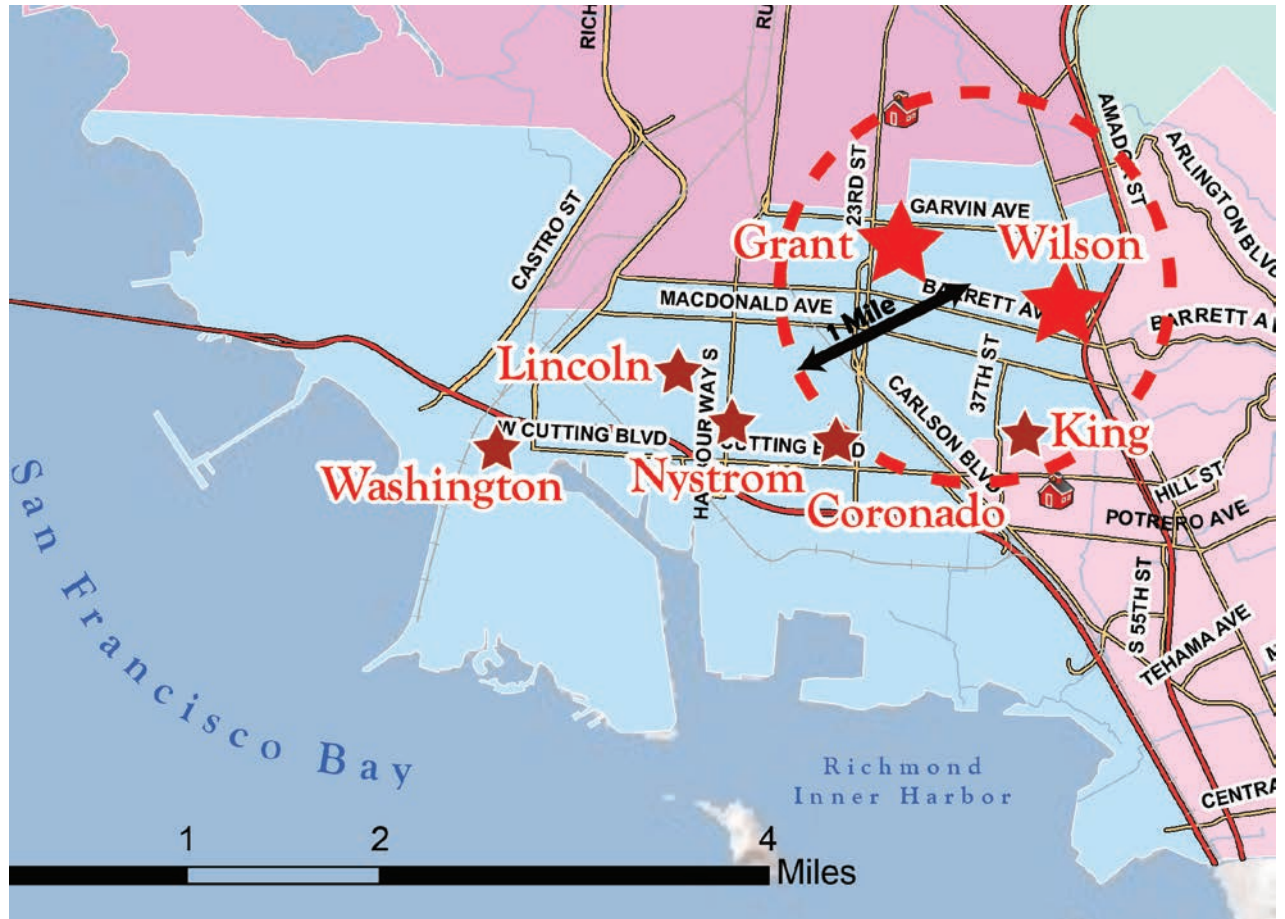 RICH
RU
AMADOR ST
ARLINGTON BLVD
23RD ST
GARVIN AVE
CASTRO ST
Grant
Wilson
BARRETT AV
BARRETT A
MACDONALD AVE
1 Mile
37TH ST
Lincoln
HARBOUR WAY S
CARLSON BLVD
W CUTTING BLVD
CUTTING BLVD
King
Washington
Nystrom
Coronado
HILL ST
POTRERO AVE
S 55TH ST
TEHAMA AVE
San Francisco Bay
Richmond
Inner Harbor
CENTRA
1 2 4
Miles